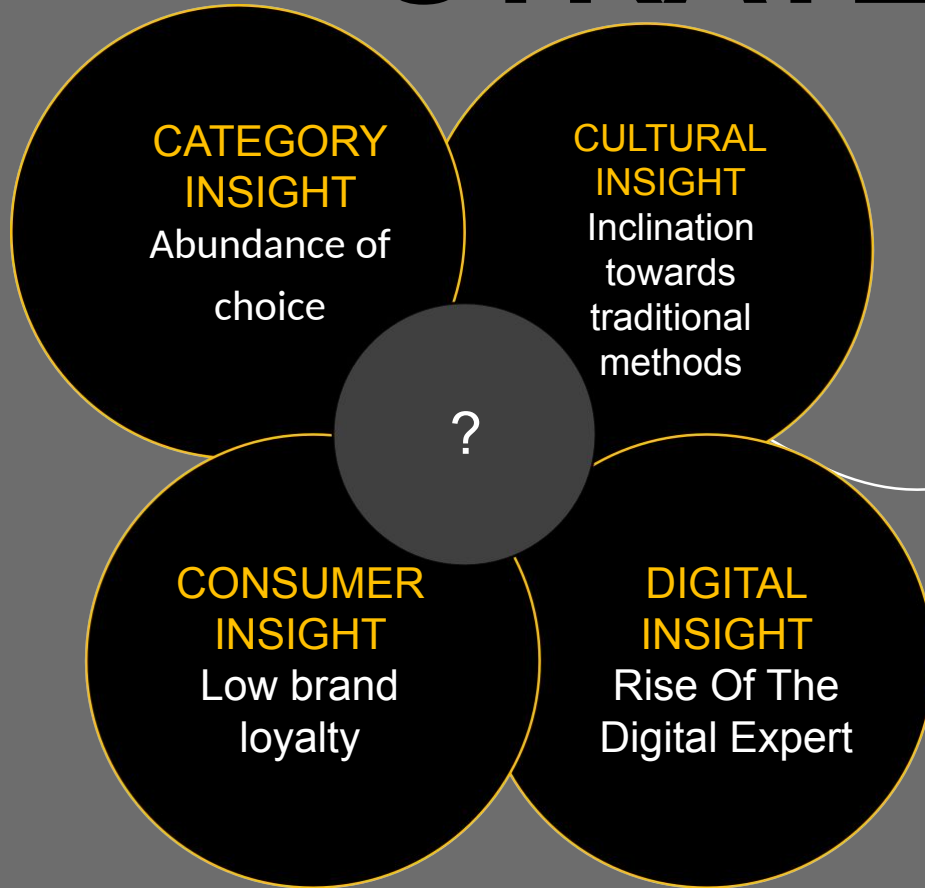 CATEGORY
INSIGHT
Abundance of
choice
CULTURAL
INSIGHT
Inclination
towards
traditional
methods
?
CONSUMER
INSIGHT
Low brand
loyalty
DIGITAL
INSIGHT
Rise Of The
Digital Expert